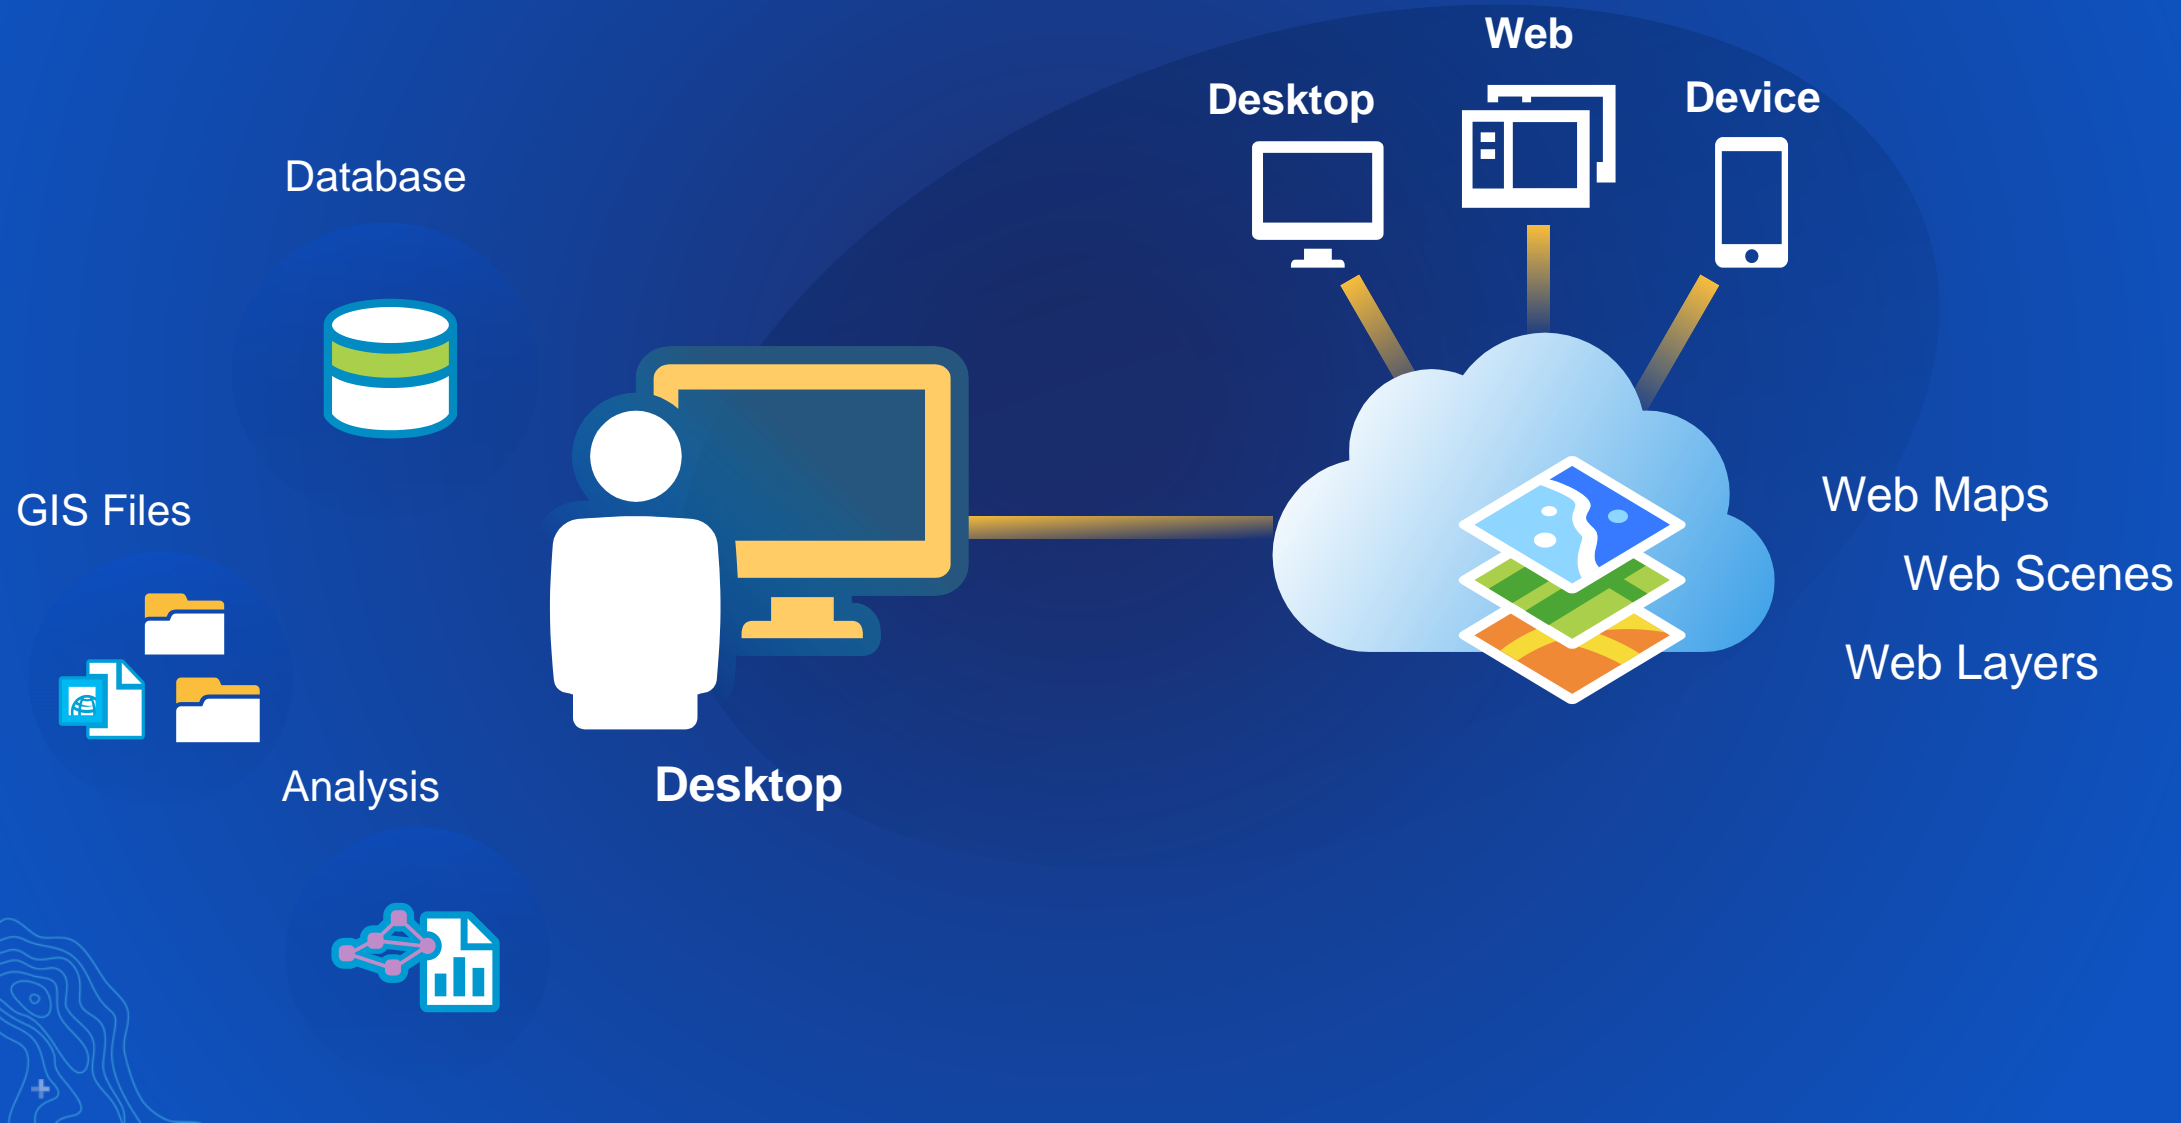 Web
Desktop
Device
Database
GIS Files
Web Maps
Web Scenes
Web Layers
Analysis
Desktop